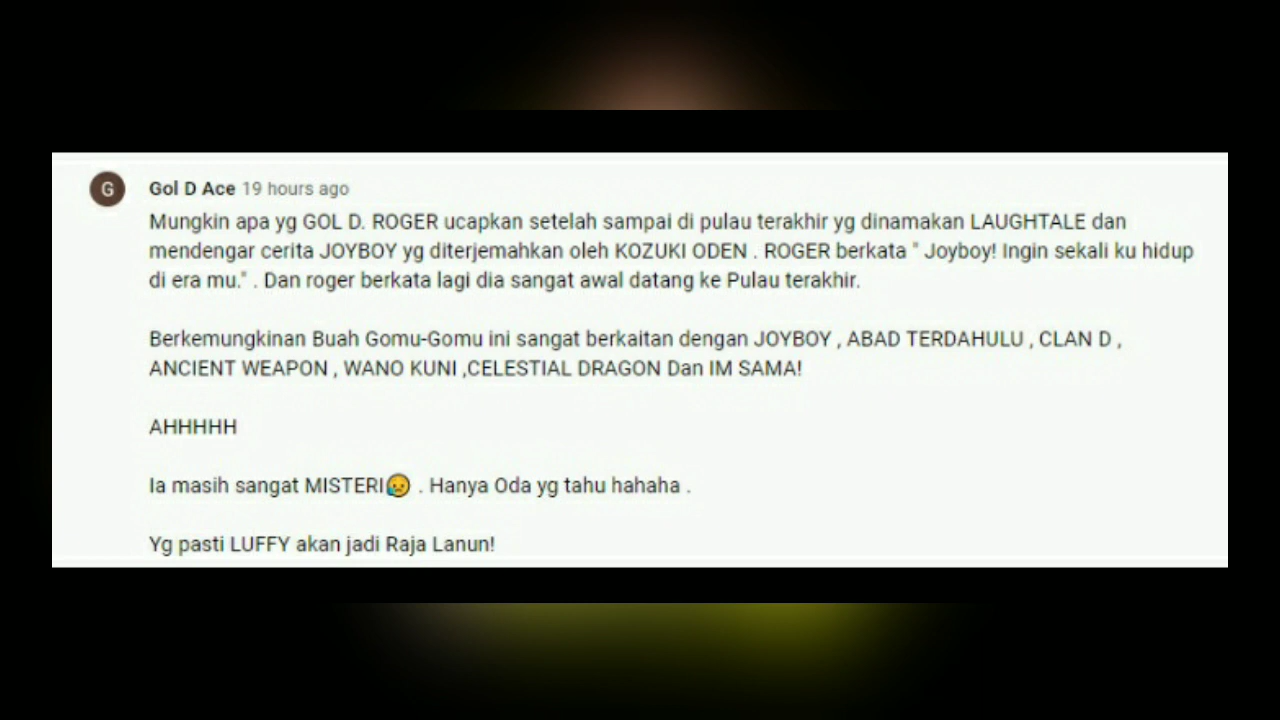 G
Gol D Ace 19 hours ago
Mungkin apa yg GOL D. ROGER ucapkan setelah sampai di pulau terakhir yg dinamakan LAUGHTALE dan
mendengar cerita JOYBOY yg diterjemahkan oleh KOZUKI ODEN . ROGER berkata " Joyboy! Ingin sekali ku hidup
di era mu." . Dan roger berkata lagi dia sangat awal datang ke Pulau terakhir.
Berkemungkinan Buah Gomu-Gomu ini sangat berkaitan dengan JOYBOY , ABAD TERDAHULU , CLAN D ,
ANCIENT WEAPON , WANO KUNI ,CELESTIAL DRAGON Dan IM SAMA!
AHHHHH
Ia masih sangat MISTERI😥 . Hanya Oda yg tahu hahaha .
Yg pasti LUFFY akan jadi Raja Lanun!